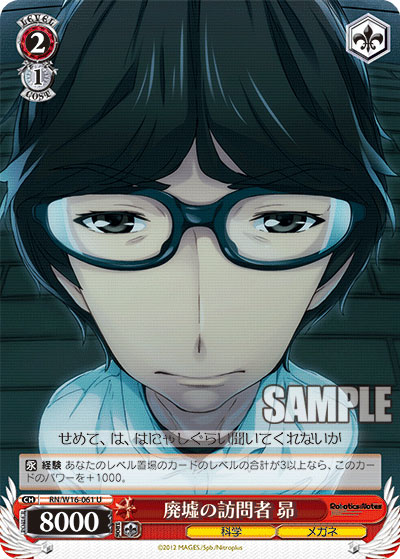 LEVEL
2
1
COST
SAMPLE
せめて、は、はなしぐらい聞いてくれないか
永 経験 あなたのレベル置場のカードのレベルの合計が3以上なら、このカード
のパワーを+1000。
CH RN/W16-061 U
8000
廃墟の訪問者 昴
Robotics;Notes
科学 メガネ
©2012 MAGES./5pb./Nitroplus